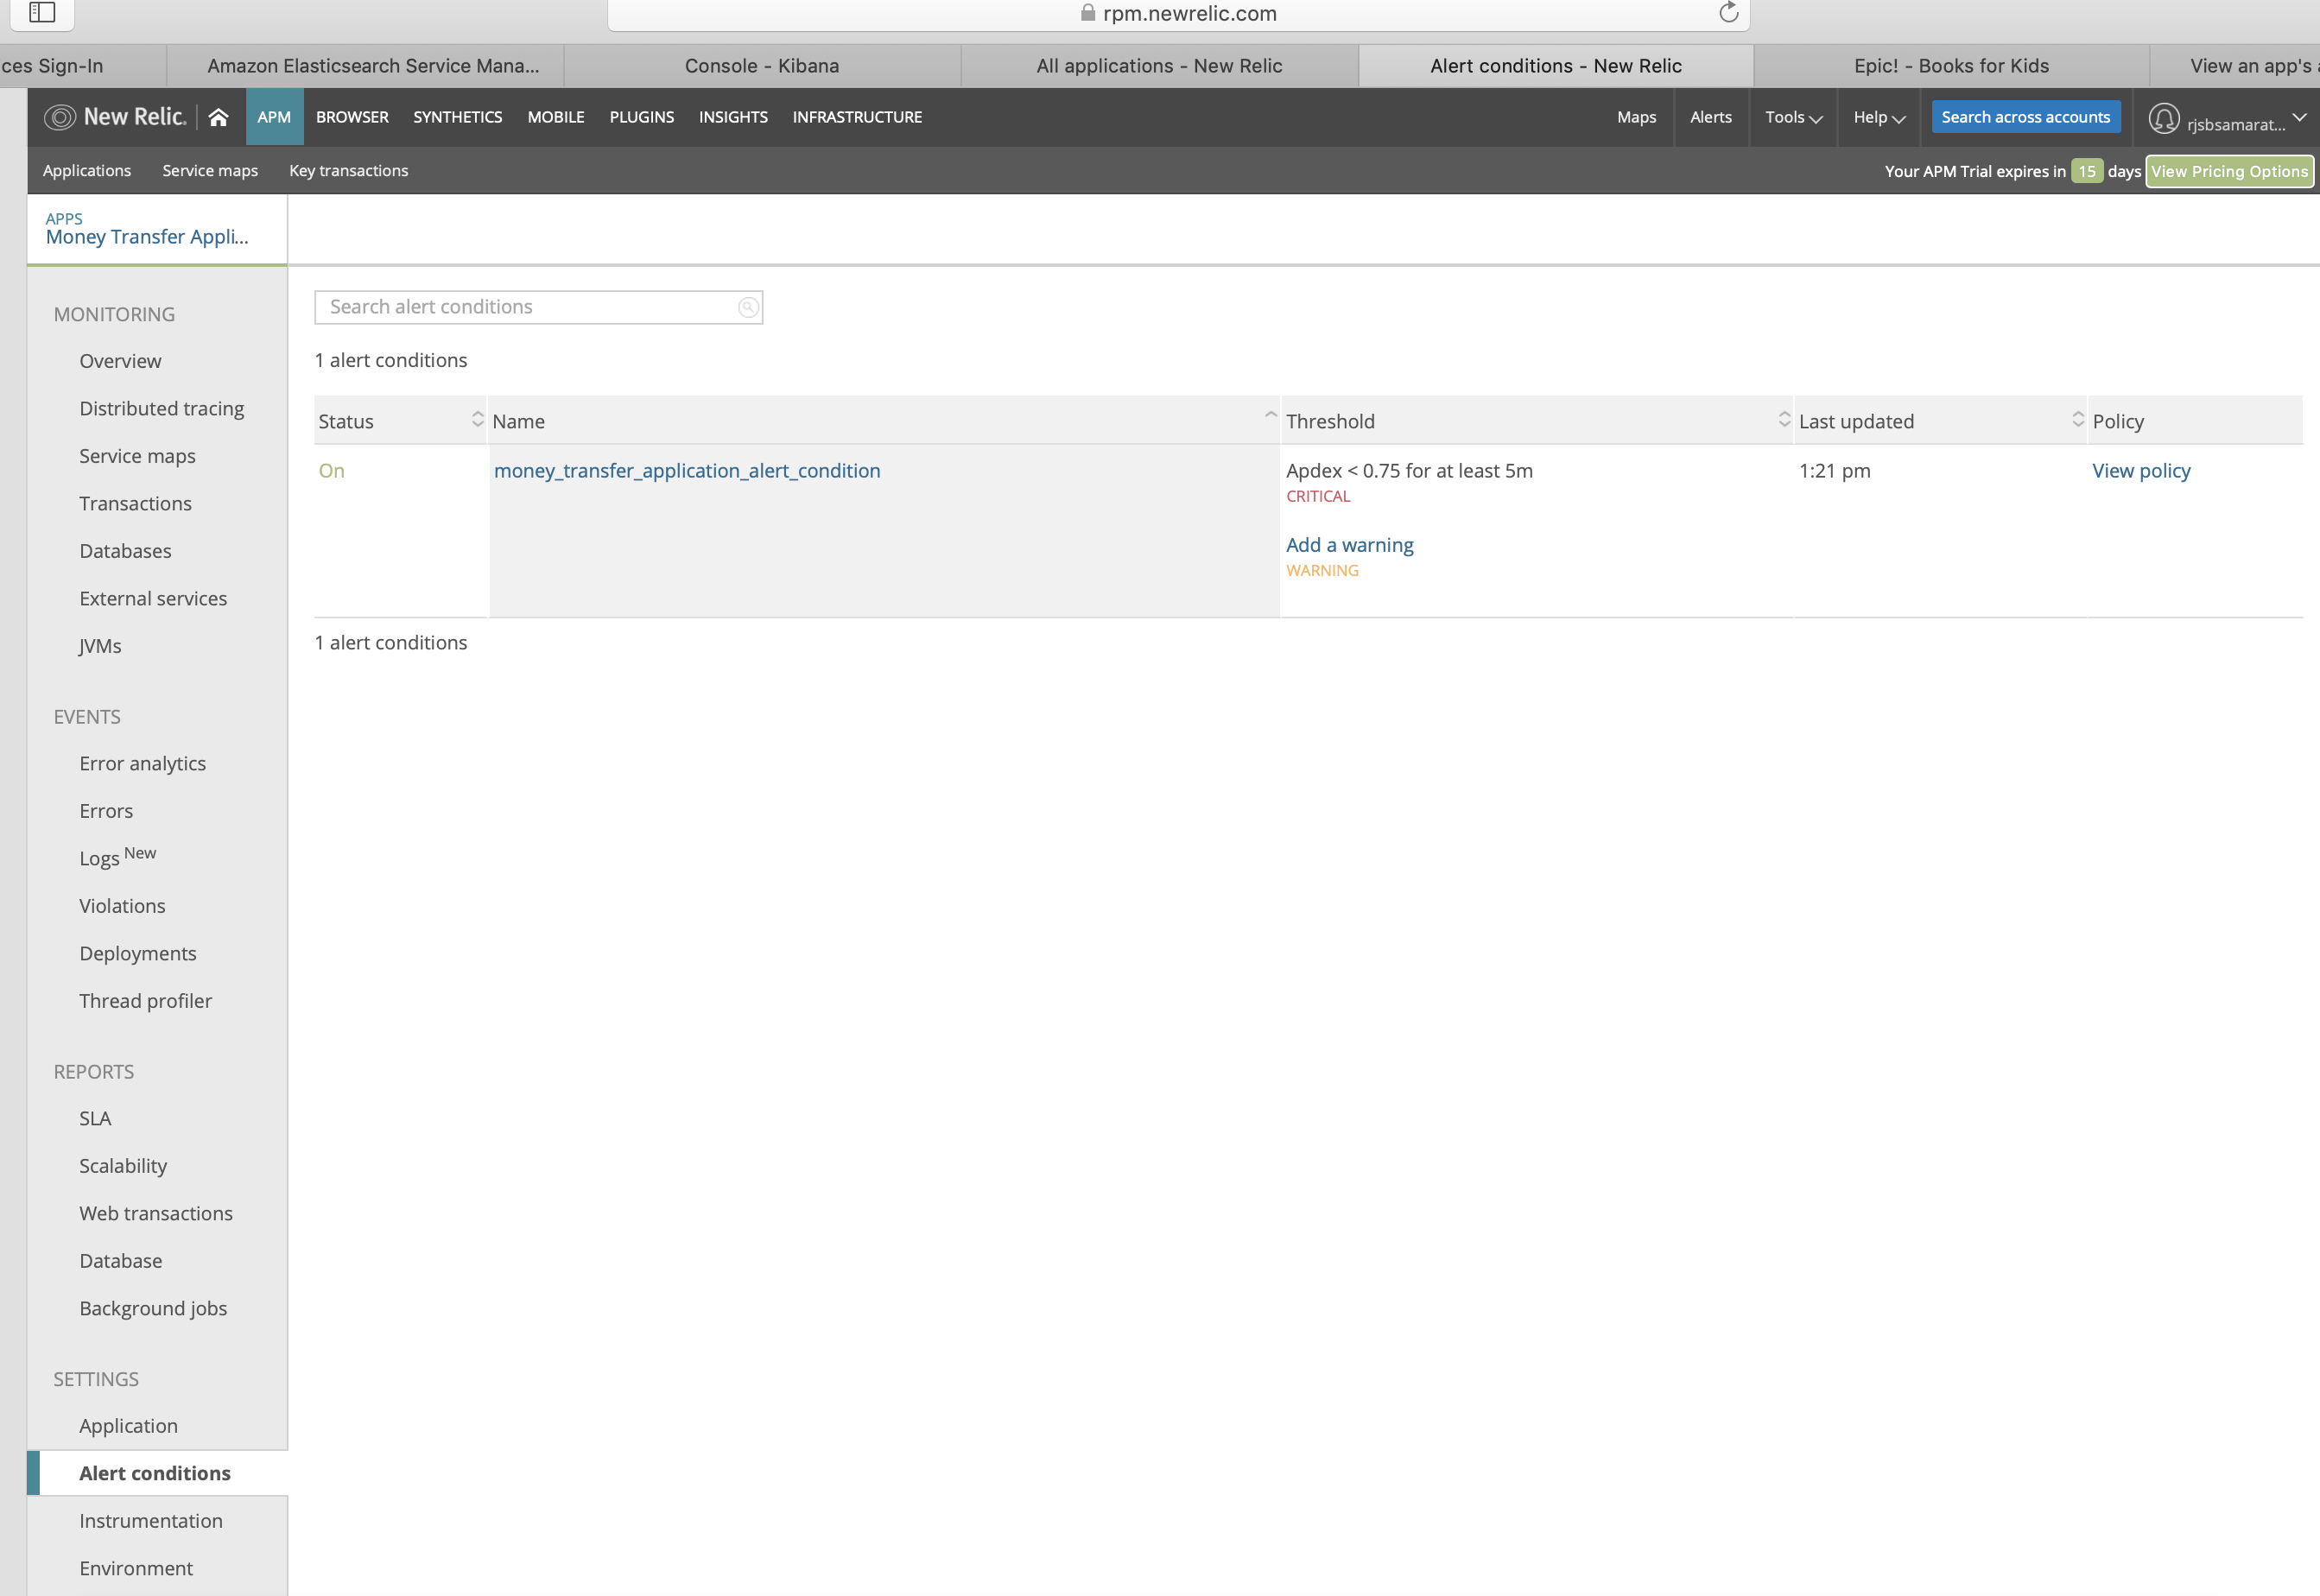 rpm.newrelic.com
ces Sign-In
Amazon Elasticsearch Service Mana...
Console - Kibana
All applications - New Relic
Alert conditions - New Relic
Epic! - Books for Kids
View an app's
New Relic.
APM
BROWSER
SYNTHETICS
MOBILE
PLUGINS
INSIGHTS
INFRASTRUCTURE
Maps
Alerts
Tools
Help
Search across accounts
rjsbsamarat...
Applications
Service maps
Key transactions
Your APM Trial expires in 15 days
View Pricing Options
APPS
Money Transfer Appli...
MONITORING
Overview
Distributed tracing
Service maps
Transactions
Databases
External services
JVMs
EVENTS
Error analytics
Errors
Logs New
Violations
Deployments
Thread profiler
REPORTS
SLA
Scalability
Web transactions
Database
Background jobs
SETTINGS
Application
Alert conditions
Instrumentation
Environment
Search alert conditions
1 alert conditions
Status
Name
Threshold
Last updated
Policy
On
money_transfer_application_alert_condition
Apdex < 0.75 for at least 5m
CRITICAL
Add a warning
WARNING
1:21 pm
View policy
1 alert conditions